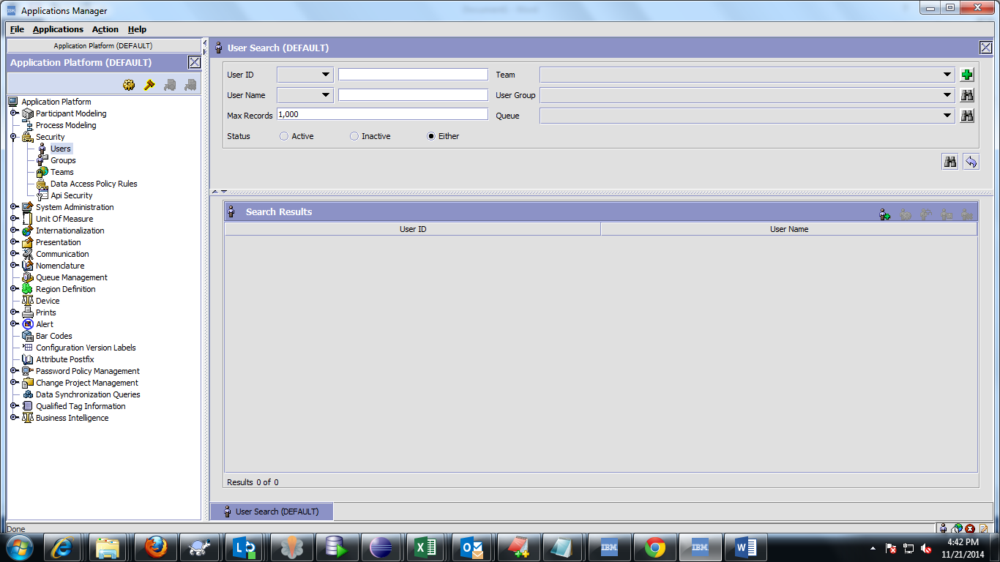 IBM Applications Manager
File Applications Action Help
Application Platform (DEFAULT)
Application Platform (DEFAULT)
Application Platform
Participant Modeling
Process Modeling
Security
Users
Groups
Teams
Data Access Policy Rules
Api Security
System Administration
Unit Of Measure
Internationalization
Presentation
Communication
Nomenclature
Queue Management
Region Definition
Device
Prints
Alert
Bar Codes
Configuration Version Labels
Attribute Postfix
Password Policy Management
Change Project Management
Data Synchronization Queries
Qualified Tag Information
Business Intelligence
User Search (DEFAULT)
User ID Team
User Name User Group
Max Records 1,000 Queue
Status Active Inactive Either
Search Results
User ID User Name
Results 0 of 0
User Search (DEFAULT)
Done
IBM IBM
4:42 PM
11/21/2014